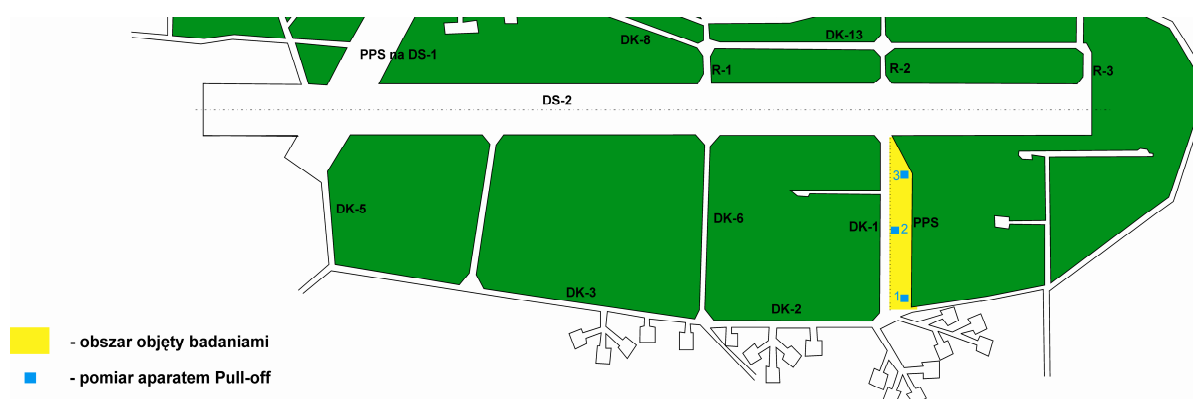 DK-8
DK-13
PPS na DS-1
R-1
R-2
R-3
DS-2
3
DK-5
DK-6
DK-1
2
PPS
1
DK-3
DK-2
- obszar objęty badaniami
- pomiar aparatem Pull-off